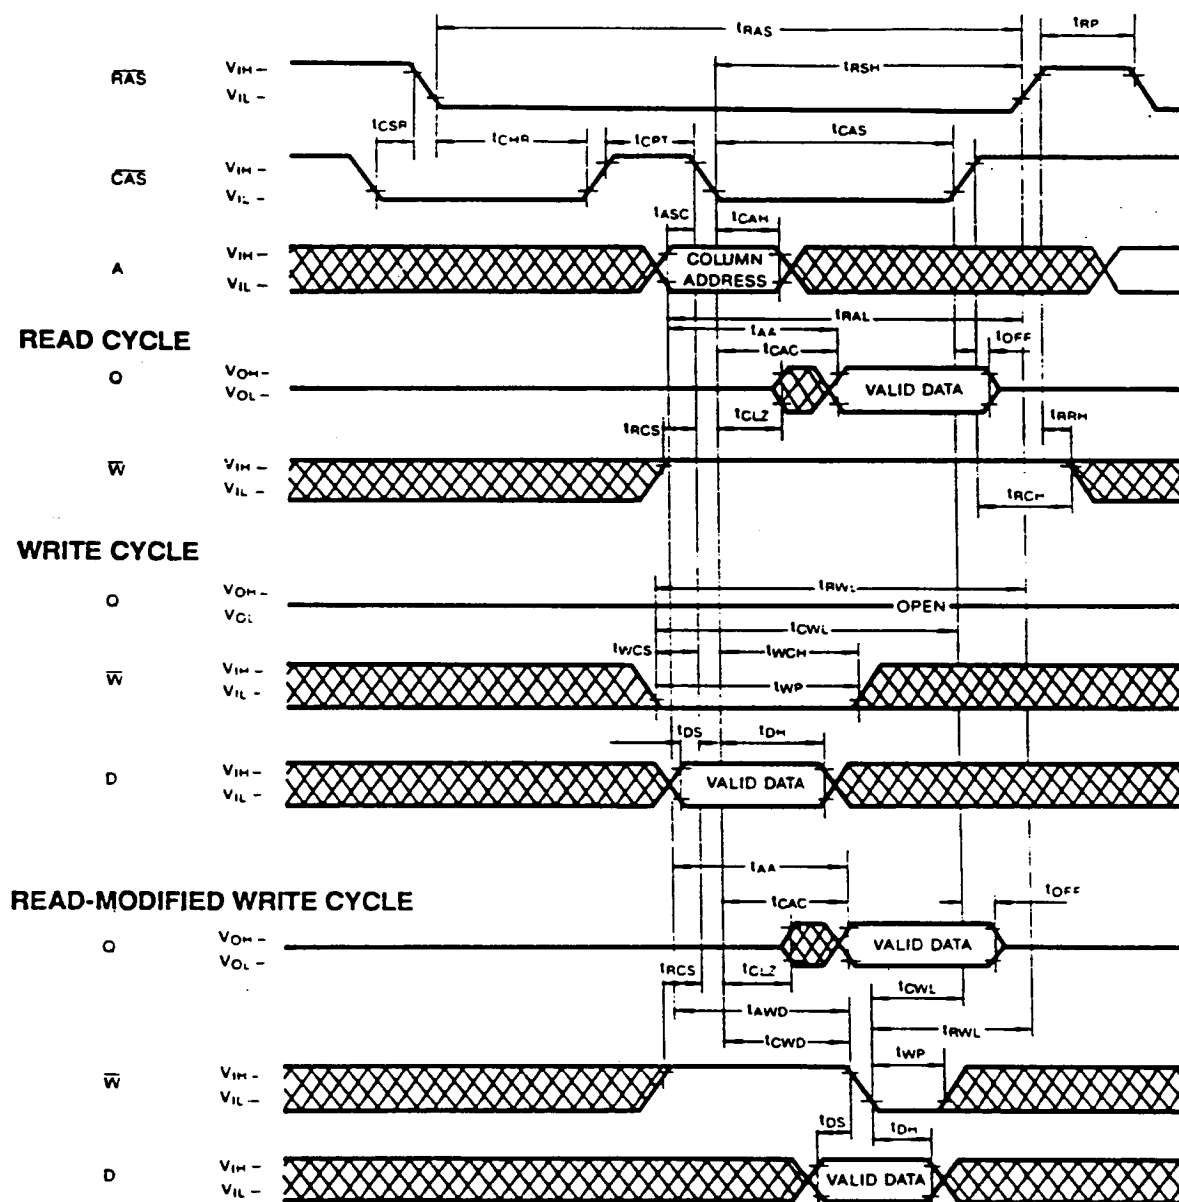 tRAS
tRP
RAS
VIH –
VIL –
tRSH
tCSR
tCHR
tCPT
tCAS
CAS
VIH –
VIL –
tASC
tCAH
A
VIH –
VIL –
COLUMN
ADDRESS
tRAL
tAA
READ CYCLE
tCAC
tOFF
Q
VOH –
VOL –
VALID DATA
tRCS
tCLZ
tRRH
W
VIH –
VIL –
tRCH
WRITE CYCLE
tRWL
Q
VOH –
VOL
OPEN
tCWL
tWCS
tWCH
W
VIH –
VIL –
tWP
tDS
tDH
D
VIH –
VIL –
VALID DATA
tAA
READ-MODIFIED WRITE CYCLE
tCAC
tOFF
Q
VOH –
VOL –
VALID DATA
tRCS
tCLZ
tCWL
tAWD
tRWL
tCWD
tWP
W
VIH –
VIL –
tDS
tDH
D
VIH –
VIL –
VALID DATA